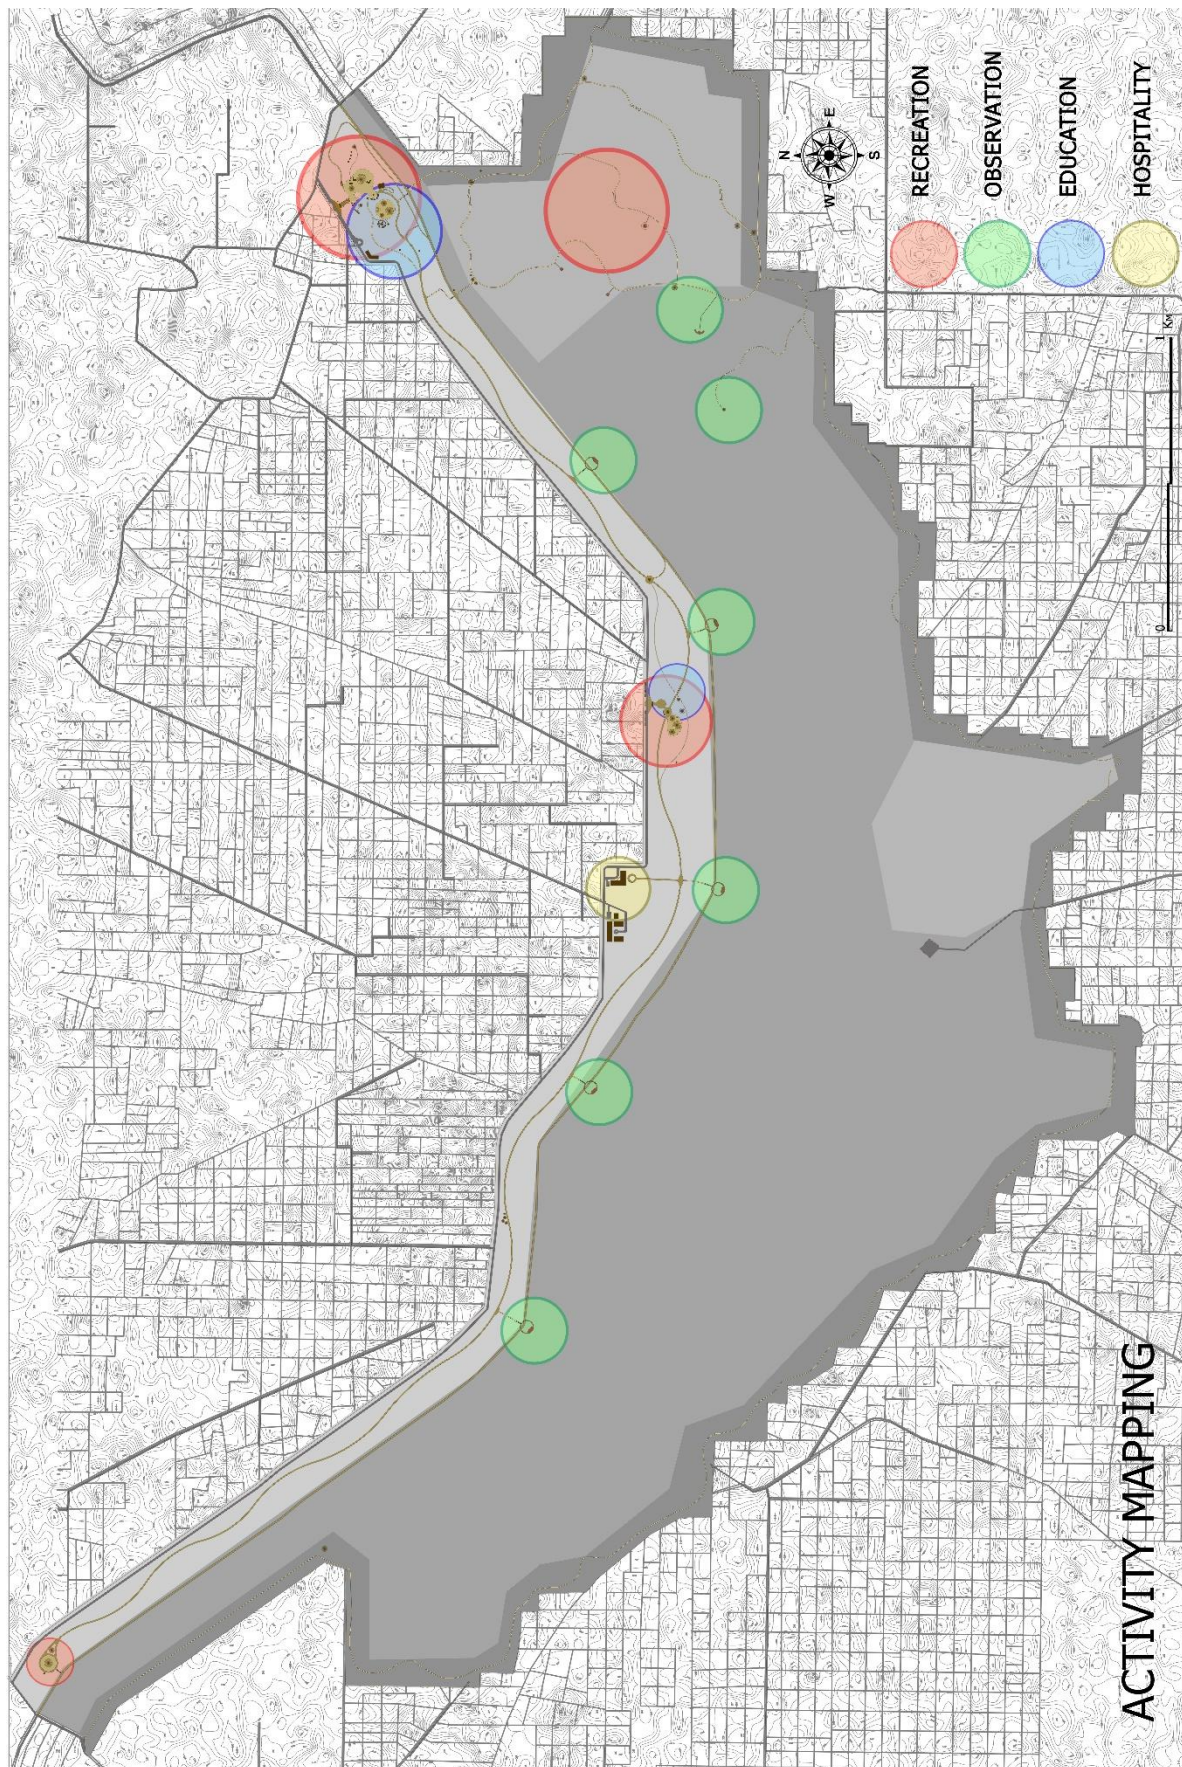 ACTIVITY MAPPING
N
W
E
S
RECREATION
OBSERVATION
EDUCATION
HOSPITALITY
0
1 KM